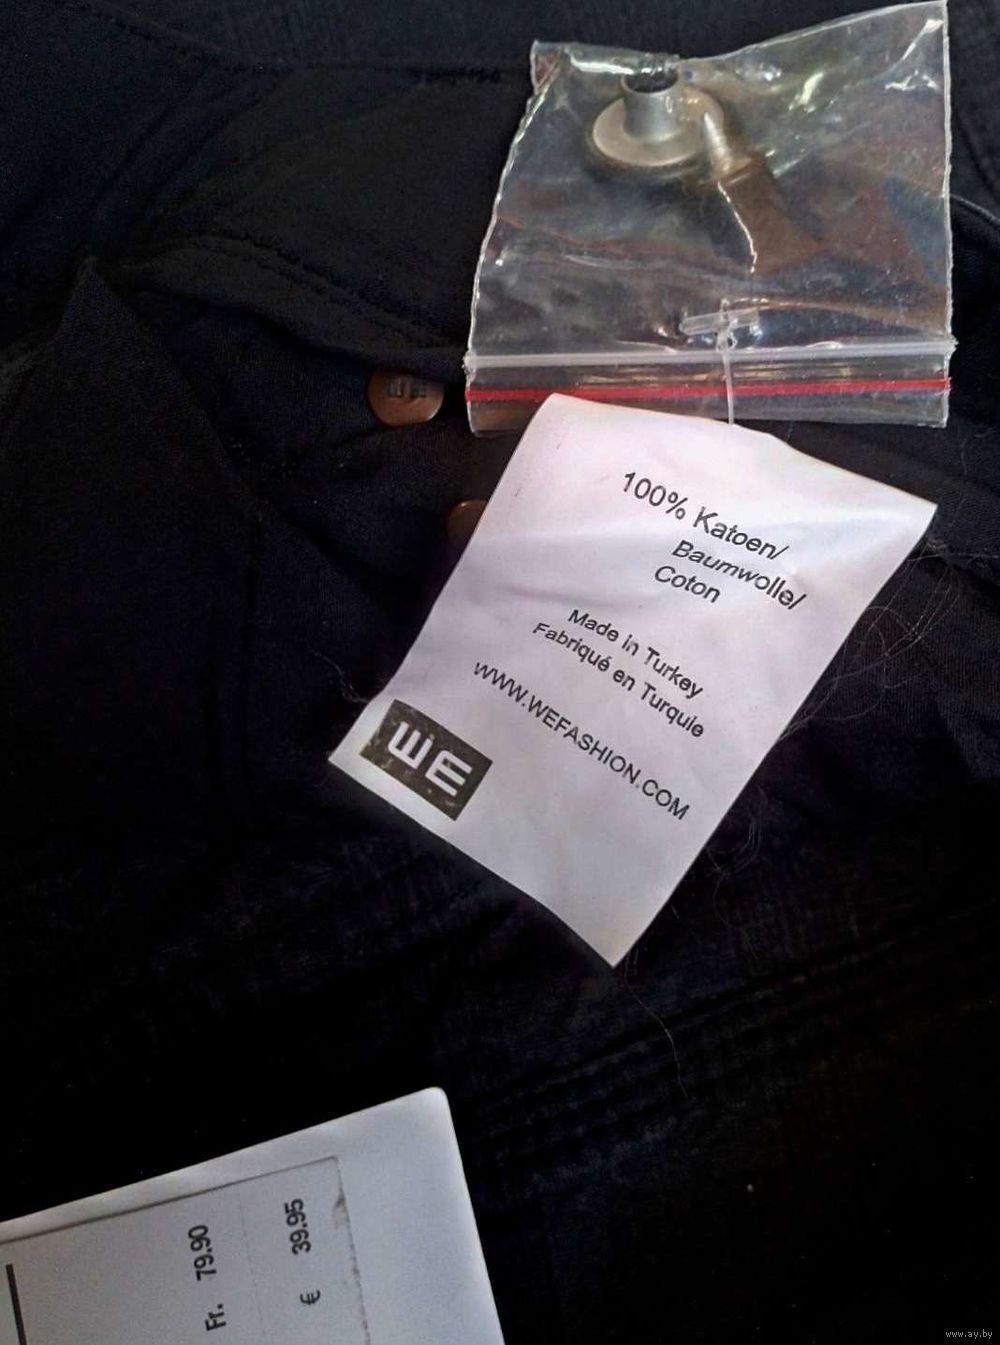 100% Katoen/
Baumwolle/
Coton
Made in Turkey
Fabriqué en Turquie
WWW.WEFASHION.COM
WE
Fr. 79.90
€ 39.95
www.ay.by